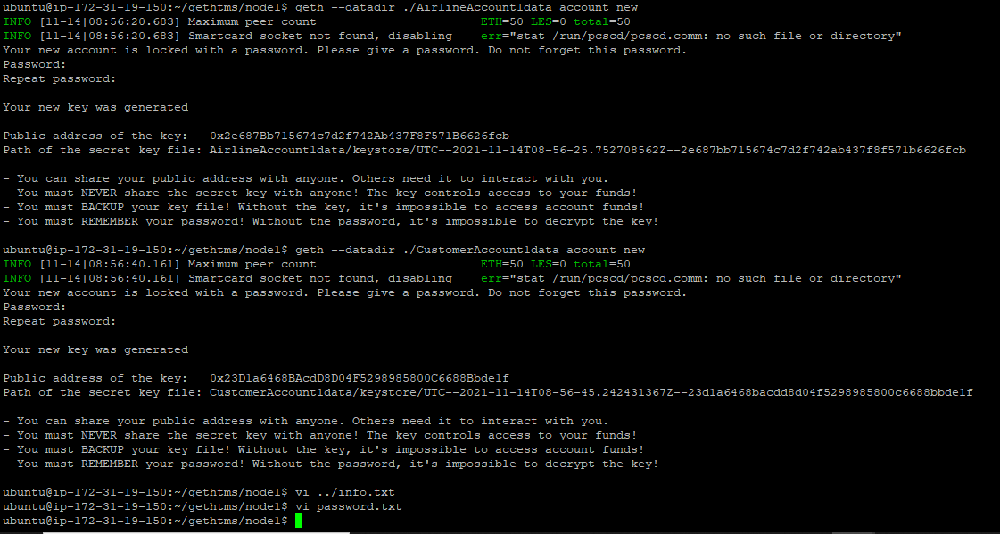 ubuntu@ip-172-31-19-150:~/gethtms/node1$ geth --datadir ./AirlineAccount1data account new
INFO [11-14|08:56:20.683] Maximum peer count ETH=50 LES=0 total=50
INFO [11-14|08:56:20.683] Smartcard socket not found, disabling err="stat /run/pcscd/pcscd.comm: no such file or directory"
Your new account is locked with a password. Please give a password. Do not forget this password.
Password:
Repeat password:
Your new key was generated
Public address of the key: 0x2e687Bb715674c7d2f742Ab437F8F571B6626fcb
Path of the secret key file: AirlineAccount1data/keystore/UTC--2021-11-14T08-56-25.752708562Z--2e687bb715674c7d2f742ab437f8f571b6626fcb
- You can share your public address with anyone. Others need it to interact with you.
- You must NEVER share the secret key with anyone! The key controls access to your funds!
- You must BACKUP your key file! Without the key, it's impossible to access account funds!
- You must REMEMBER your password! Without the password, it's impossible to decrypt the key!
ubuntu@ip-172-31-19-150:~/gethtms/node1$ geth --datadir ./CustomerAccount1data account new
INFO [11-14|08:56:40.161] Maximum peer count ETH=50 LES=0 total=50
INFO [11-14|08:56:40.161] Smartcard socket not found, disabling err="stat /run/pcscd/pcscd.comm: no such file or directory"
Your new account is locked with a password. Please give a password. Do not forget this password.
Password:
Repeat password:
Your new key was generated
Public address of the key: 0x23D1a6468BAcdD8D04F5298985800C6688Bbde1f
Path of the secret key file: CustomerAccount1data/keystore/UTC--2021-11-14T08-56-45.242431367Z--23d1a6468bacdd8d04f5298985800c6688bbde1f
- You can share your public address with anyone. Others need it to interact with you.
- You must NEVER share the secret key with anyone! The key controls access to your funds!
- You must BACKUP your key file! Without the key, it's impossible to access account funds!
- You must REMEMBER your password! Without the password, it's impossible to decrypt the key!
ubuntu@ip-172-31-19-150:~/gethtms/node1$ vi ../info.txt
ubuntu@ip-172-31-19-150:~/gethtms/node1$ vi password.txt
ubuntu@ip-172-31-19-150:~/gethtms/node1$